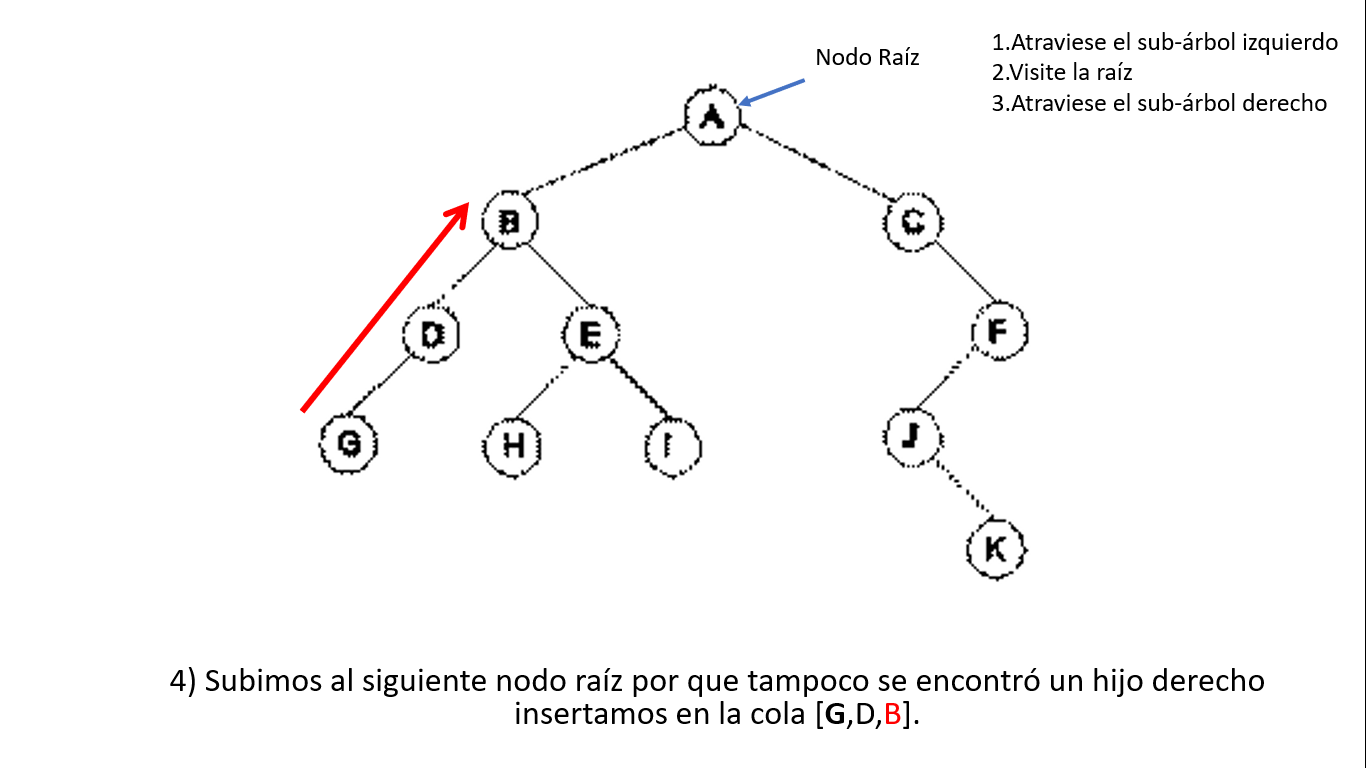 Nodo Raíz
1.Atraviese el sub-árbol izquierdo
2.Visite la raíz
3.Atraviese el sub-árbol derecho
A
B
C
D
E
F
G
H
I
J
K
4) Subimos al siguiente nodo raíz por que tampoco se encontró un hijo derecho
insertamos en la cola [G,D,B].